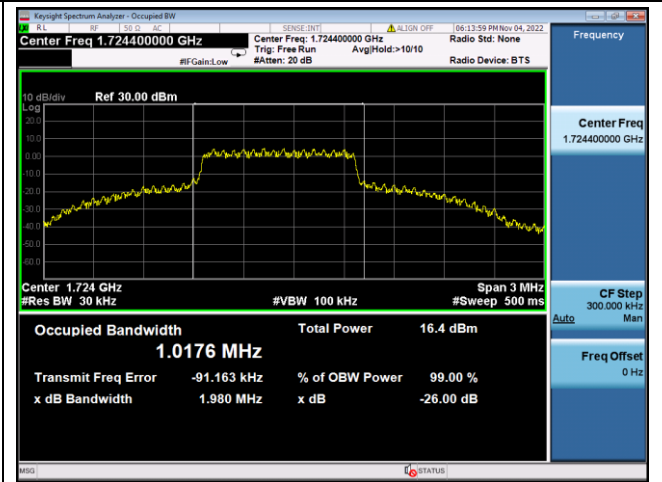 Keysight Spectrum Analyzer - Occupied BW
RL RF 50 Ω AC SENSE:INT ALIGN OFF 06:13:59 PM Nov 04, 2022
Center Freq 1.724400000 GHz Center Freq: 1.724400000 GHz Radio Std: None
Trig: Free Run Avg|Hold:>10/10
#IFGain:Low #Atten: 20 dB Radio Device: BTS
10 dB/div Ref 30.00 dBm
Log
20.0
10.0
0.00
-10.0
-20.0
-30.0
-40.0
-50.0
-60.0
Center 1.724 GHz Span 3 MHz
#Res BW 30 kHz #VBW 100 kHz #Sweep 500 ms
Occupied Bandwidth Total Power 16.4 dBm
1.0176 MHz
Transmit Freq Error -91.163 kHz % of OBW Power 99.00 %
x dB Bandwidth 1.980 MHz x dB -26.00 dB
MSG STATUS
Frequency
Center Freq
1.724400000 GHz
CF Step
300.000 kHz
Auto Man
Freq Offset
0 Hz